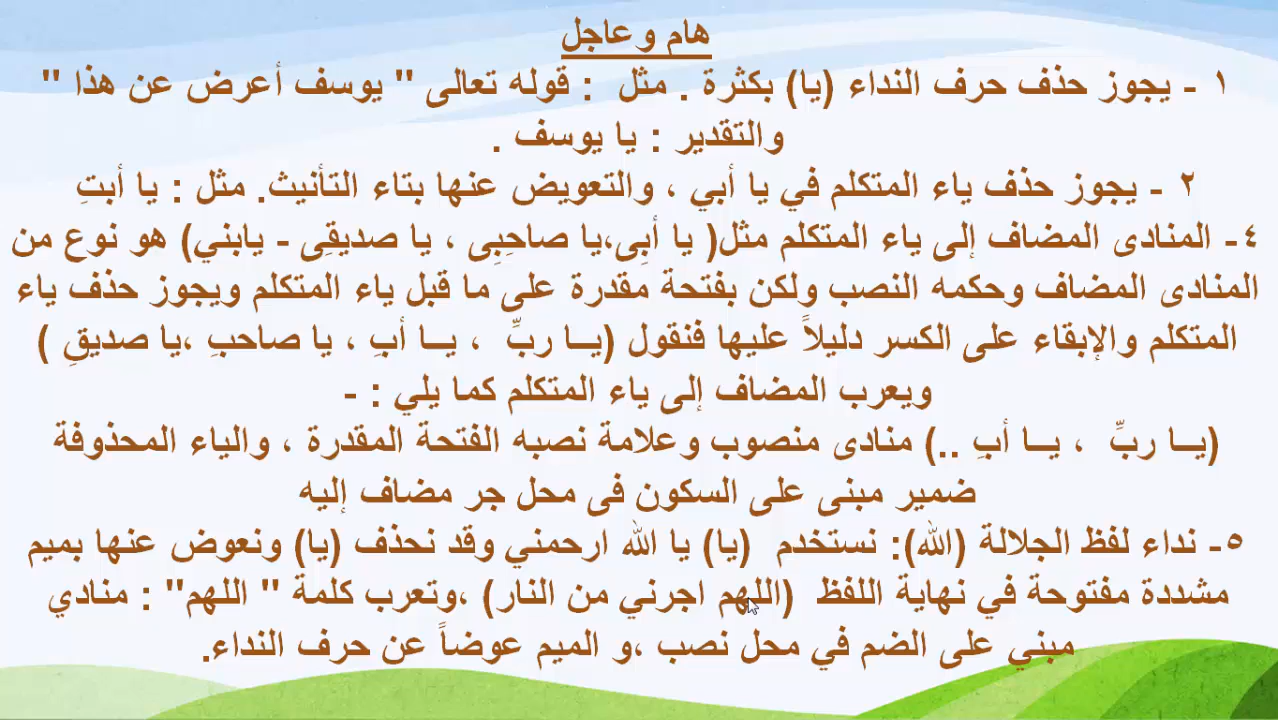 هام وعاجل
١ - يجوز حذف حرف النداء (يا) بكثرة . مثل : قوله تعالى " يوسف أعرض عن هذا "
والتقدير : يا يوسف .
٢ - يجوز حذف ياء المتكلم في يا أبي ، والتعويض عنها بتاء التأنيث. مثل : يا أبتِ
٤- المنادى المضاف إلى ياء المتكلم مثل( يا أبِى،يا صاحِبِى ، يا صديقِى - يابني) هو نوع من
المنادى المضاف وحكمه النصب ولكن بفتحة مقدرة على ما قبل ياء المتكلم ويجوز حذف ياء
المتكلم والإبقاء على الكسر دليلاً عليها فنقول (يــا ربِّ ، يــا أبِ ، يا صاحبِ ،يا صديقِ )
ويعرب المضاف إلى ياء المتكلم كما يلي : -
(يــا ربِّ ، يــا أبِ ..) منادى منصوب وعلامة نصبه الفتحة المقدرة ، والياء المحذوفة
ضمير مبنى على السكون فى محل جر مضاف إليه
٥- نداء لفظ الجلالة (الله): نستخدم (يا) يا الله ارحمني وقد نحذف (يا) ونعوض عنها بميم
مشددة مفتوحة في نهاية اللفظ (اللهم اجرني من النار) ،وتعرب كلمة " اللهم" : منادي
مبني على الضم في محل نصب ،و الميم عوضاً عن حرف النداء.